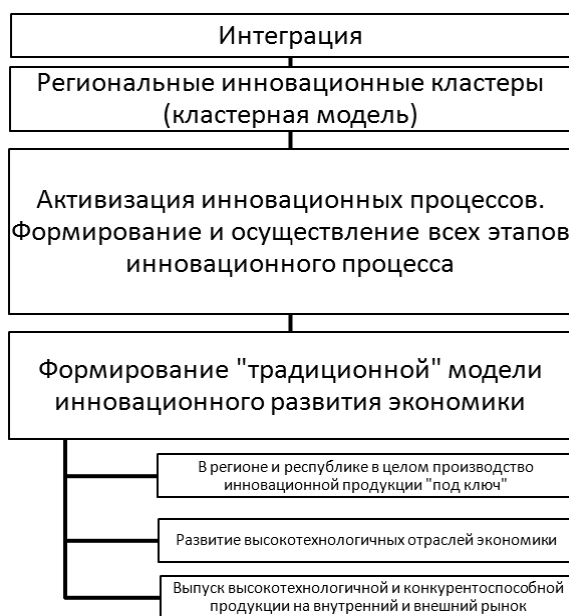 Интеграция
Региональные инновационные кластеры
(кластерная модель)
Активизация инновационных процессов.
Формирование и осуществление всех этапов
инновационного процесса
Формирование "традиционной" модели
инновационного развития экономики
В регионе и республике в целом производство
инновационной продукции "под ключ"
Развитие высокотехнологичных отраслей экономики
Выпуск высокотехнологичной и конкурентоспособной
продукции на внутренний и внешний рынок